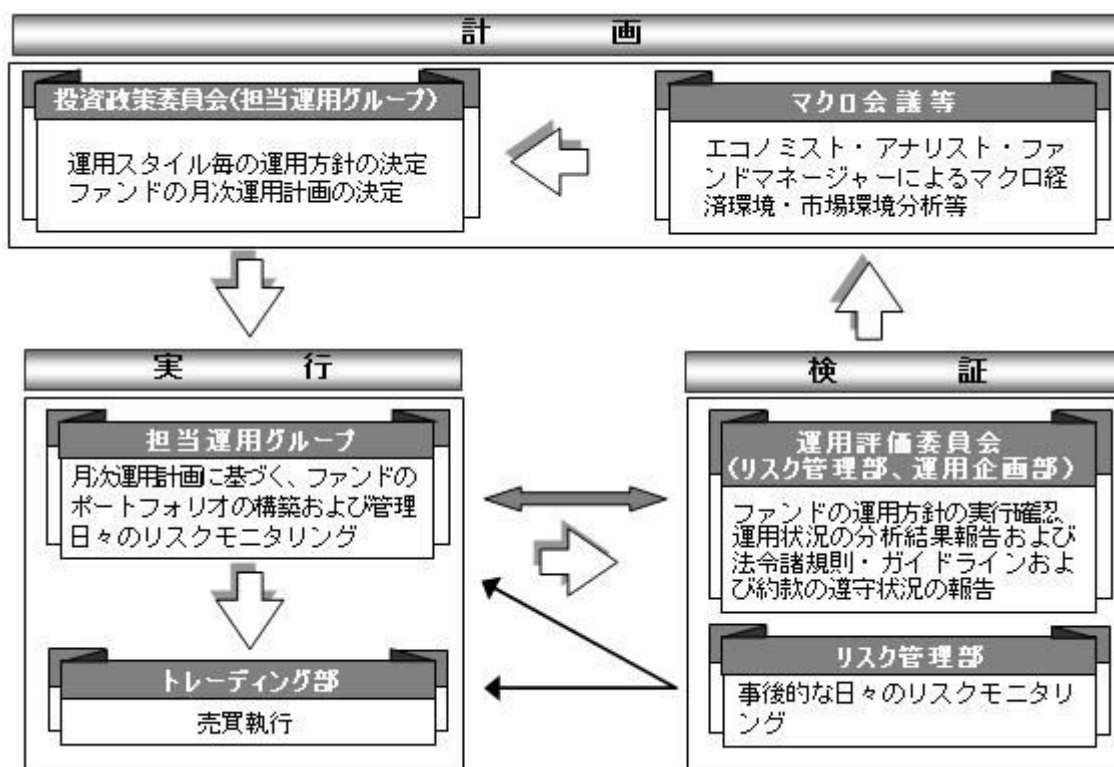 計画
投資政策委員会(担当運用グループ)
運用スタイル毎の運用方針の決定
ファンドの月次運用計画の決定
マクロ会議等
エコノミスト・アナリスト・ファ
ンドマネージャーによるマクロ経
済環境・市場環境分析等
実行
担当運用グループ
月次運用計画に基づく、ファンドの
ポートフォリオの構築および管理
日々のリスクモニタリング
トレーディング部
売買執行
検証
運用評価委員会
(リスク管理部、運用企画部)
ファンドの運用方針の実行確認、
運用状況の分析結果報告および
法令諸規則・ガイドラインおよ
び約款の遵守状況の報告
リスク管理部
事後的な日々のリスクモニタリ
ング